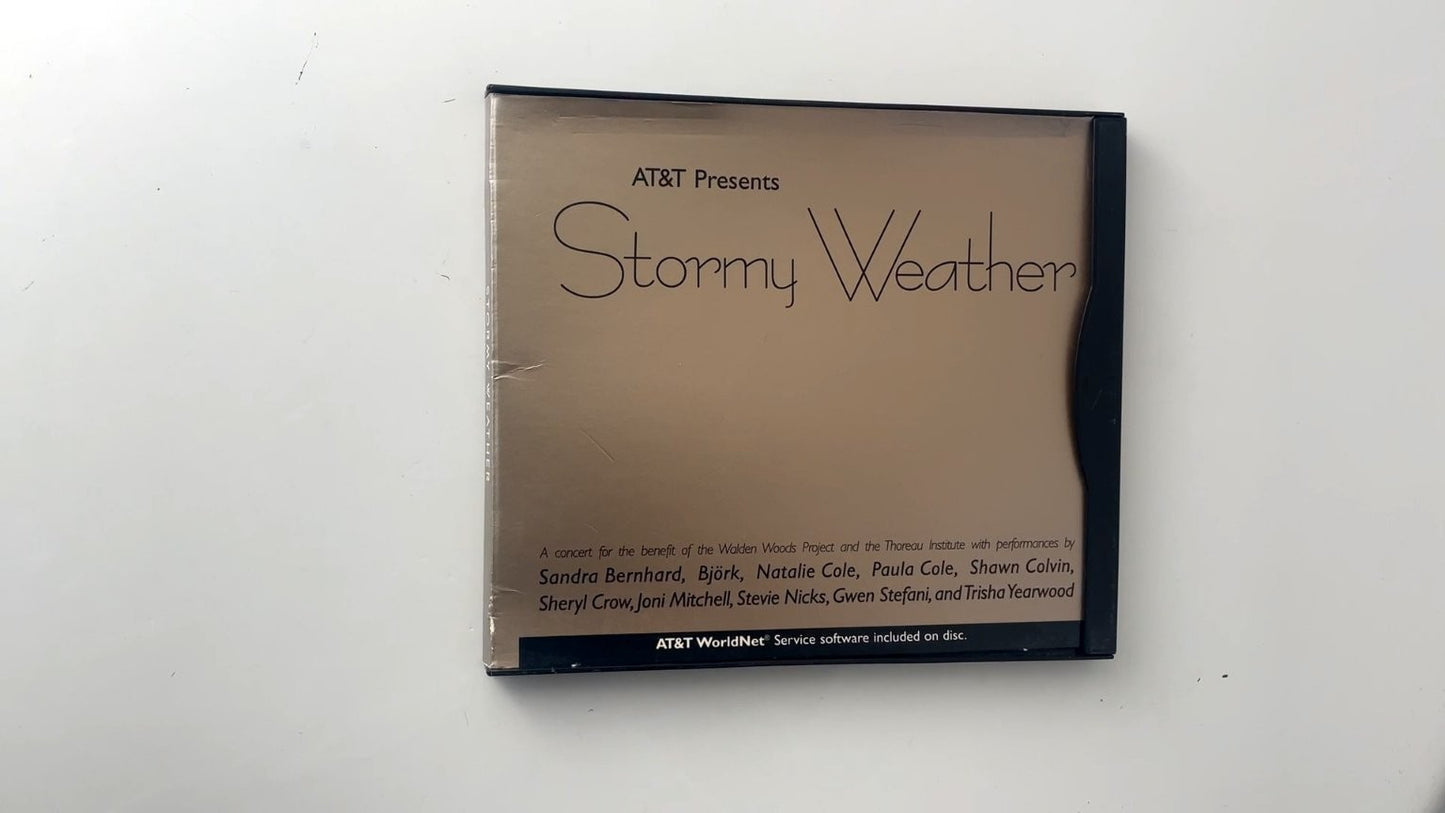 AT&T Presents
Stormy Weather
STORMY WEATHER
A concert for the benefit of the Walden Woods Project and the Thoreau Institute with performances by
Sandra Bernhard, Björk, Natalie Cole, Paula Cole, Shawn Colvin,
Sheryl Crow, Joni Mitchell, Stevie Nicks, Gwen Stefani, and Trisha Yearwood
AT&T WorldNet® Service software included on disc.